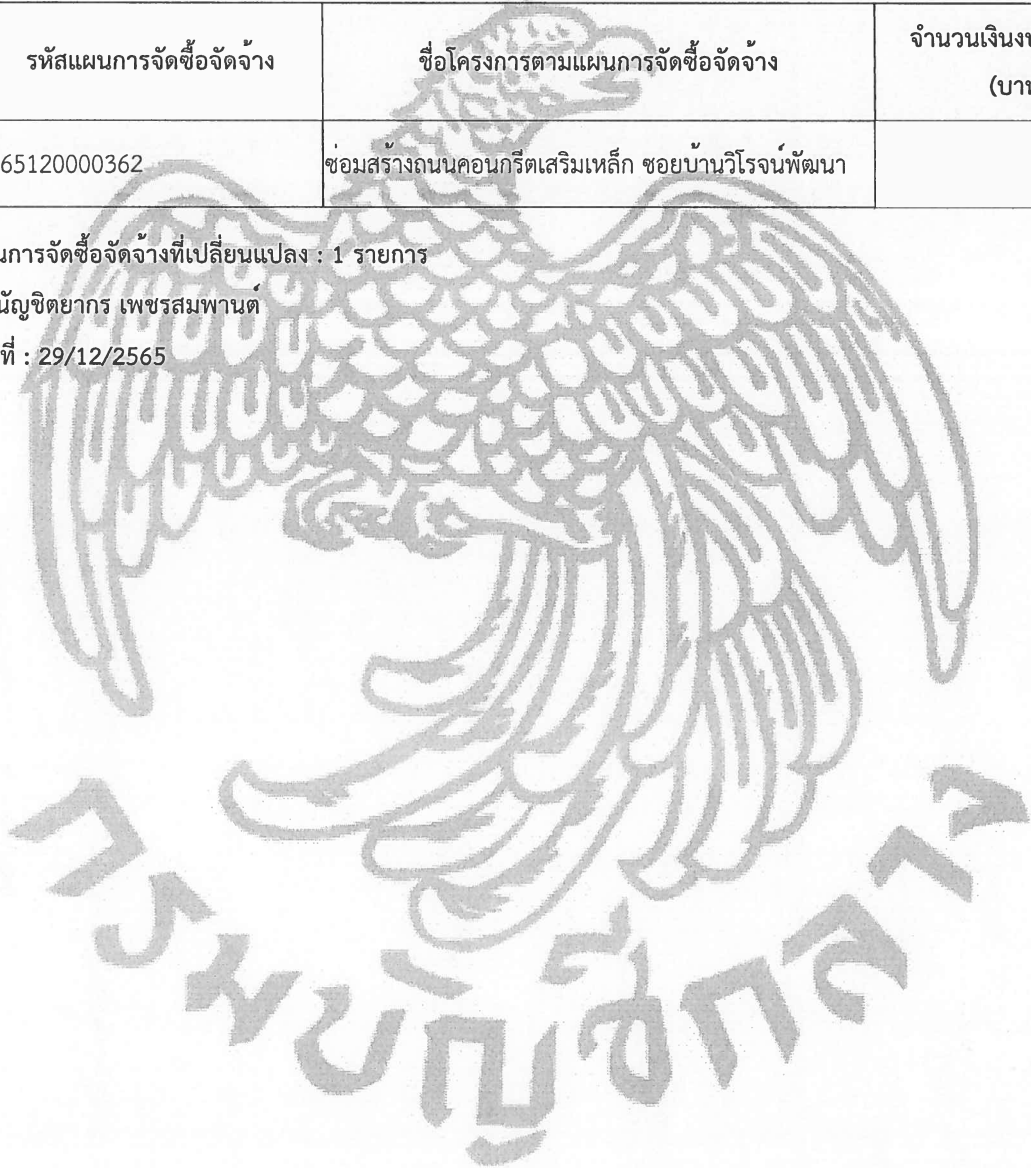 รหัสแผนการจัดซื้อจัดจ้าง
ชื่อโครงการตามแผนการจัดซื้อจัดจ้าง
จำนวนเงินง
(บา
65120000362
ซ่อมสร้างถนนคอนกรีตเสริมเหล็ก ซอยบ้านวิโรจน์พัฒนา
นการจัดซื้อจัดจ้างที่เปลี่ยนแปลง : 1 รายการ
นัญชิตยากร เพชรสมพานต์
ที่ : 29/12/2565
กรมบัญชีกลาง